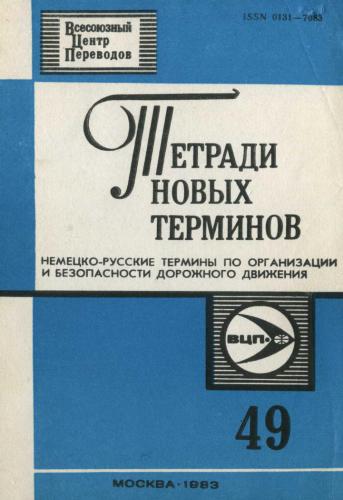 Всесоюзный
Центр
Переводов
ISSN 0131—7083
Тетради
новых
терминов
НЕМЕЦКО-РУССКИЕ ТЕРМИНЫ ПО ОРГАНИЗАЦИИ
И БЕЗОПАСНОСТИ ДОРОЖНОГО ДВИЖЕНИЯ
ВЦП
49
МОСКВА·1983